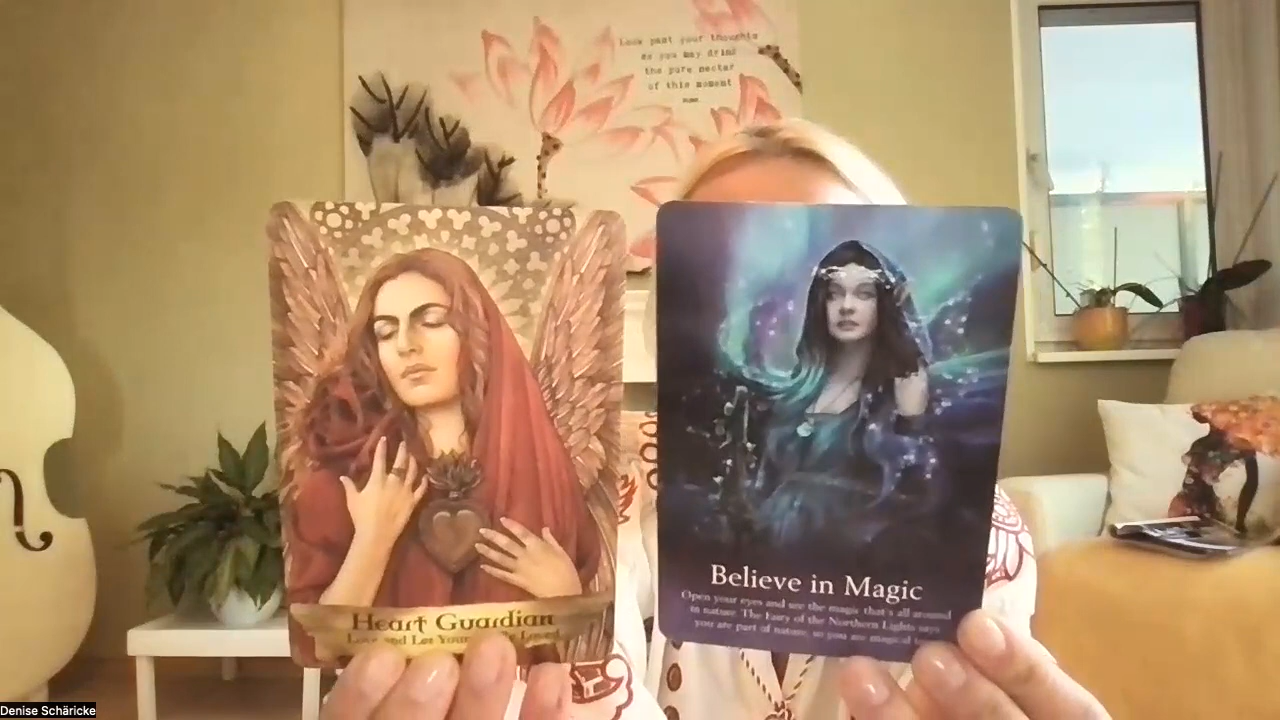 Look past your thoughts
so you may drink
the pure nectar
of this moment
Heart Guardian
Love and Let Be Loved
Believe in Magic
Open your eyes and see the magic that's all around
in nature. The Fairy of the Northern Lights says
you are part of nature, so you are magical
Denise Schäricke